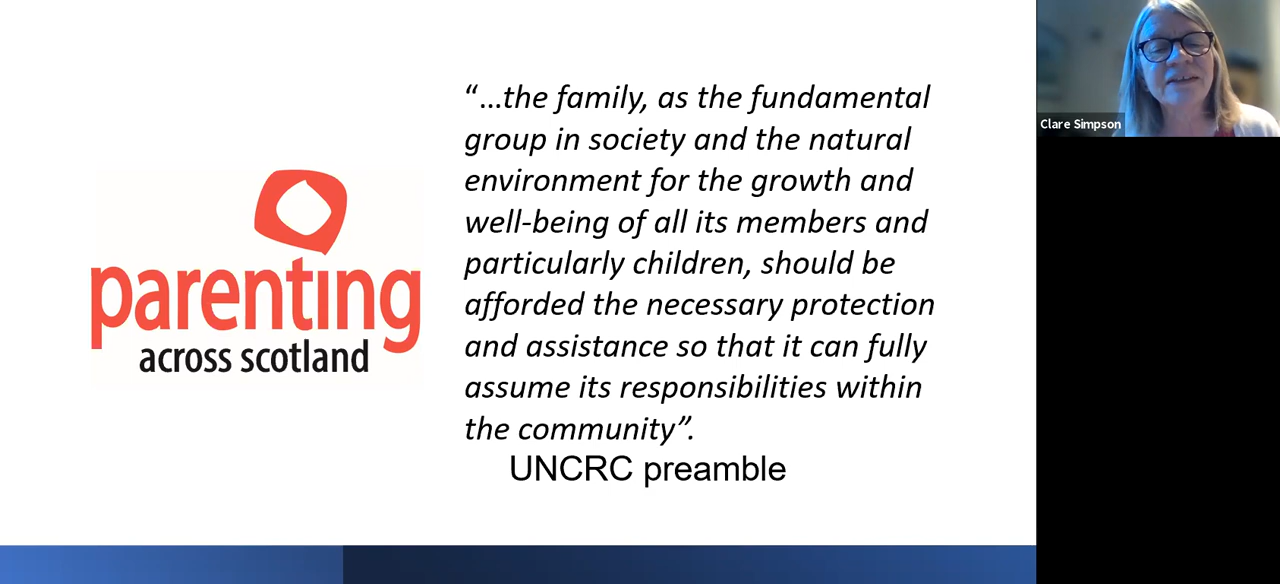 “…the family, as the fundamental
group in society and the natural
environment for the growth and
well-being of all its members and
particularly children, should be
afforded the necessary protection
and assistance so that it can fully
assume its responsibilities within
the community”.
UNCRC preamble
parenting
across scotland
Clare Simpson